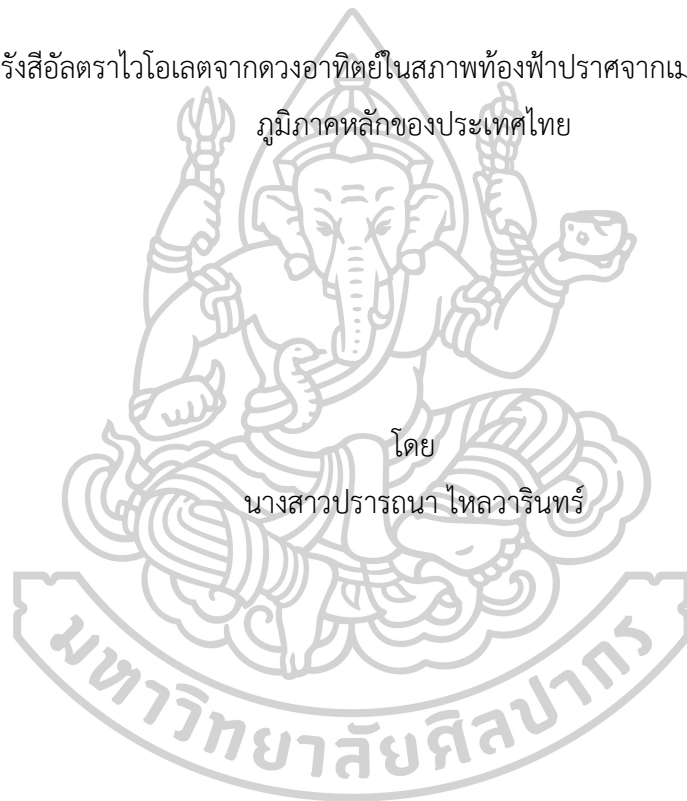 รังสีอัลตราไวโอเลตจากดวงอาทิตย์ในสภาพท้องฟ้าปราศจากเม
ภูมิภาคหลักของประเทศไทย
โดย
นางสาวปรารถนา ไหลวารินทร์
มหาวิทยาลัยศิลปากร